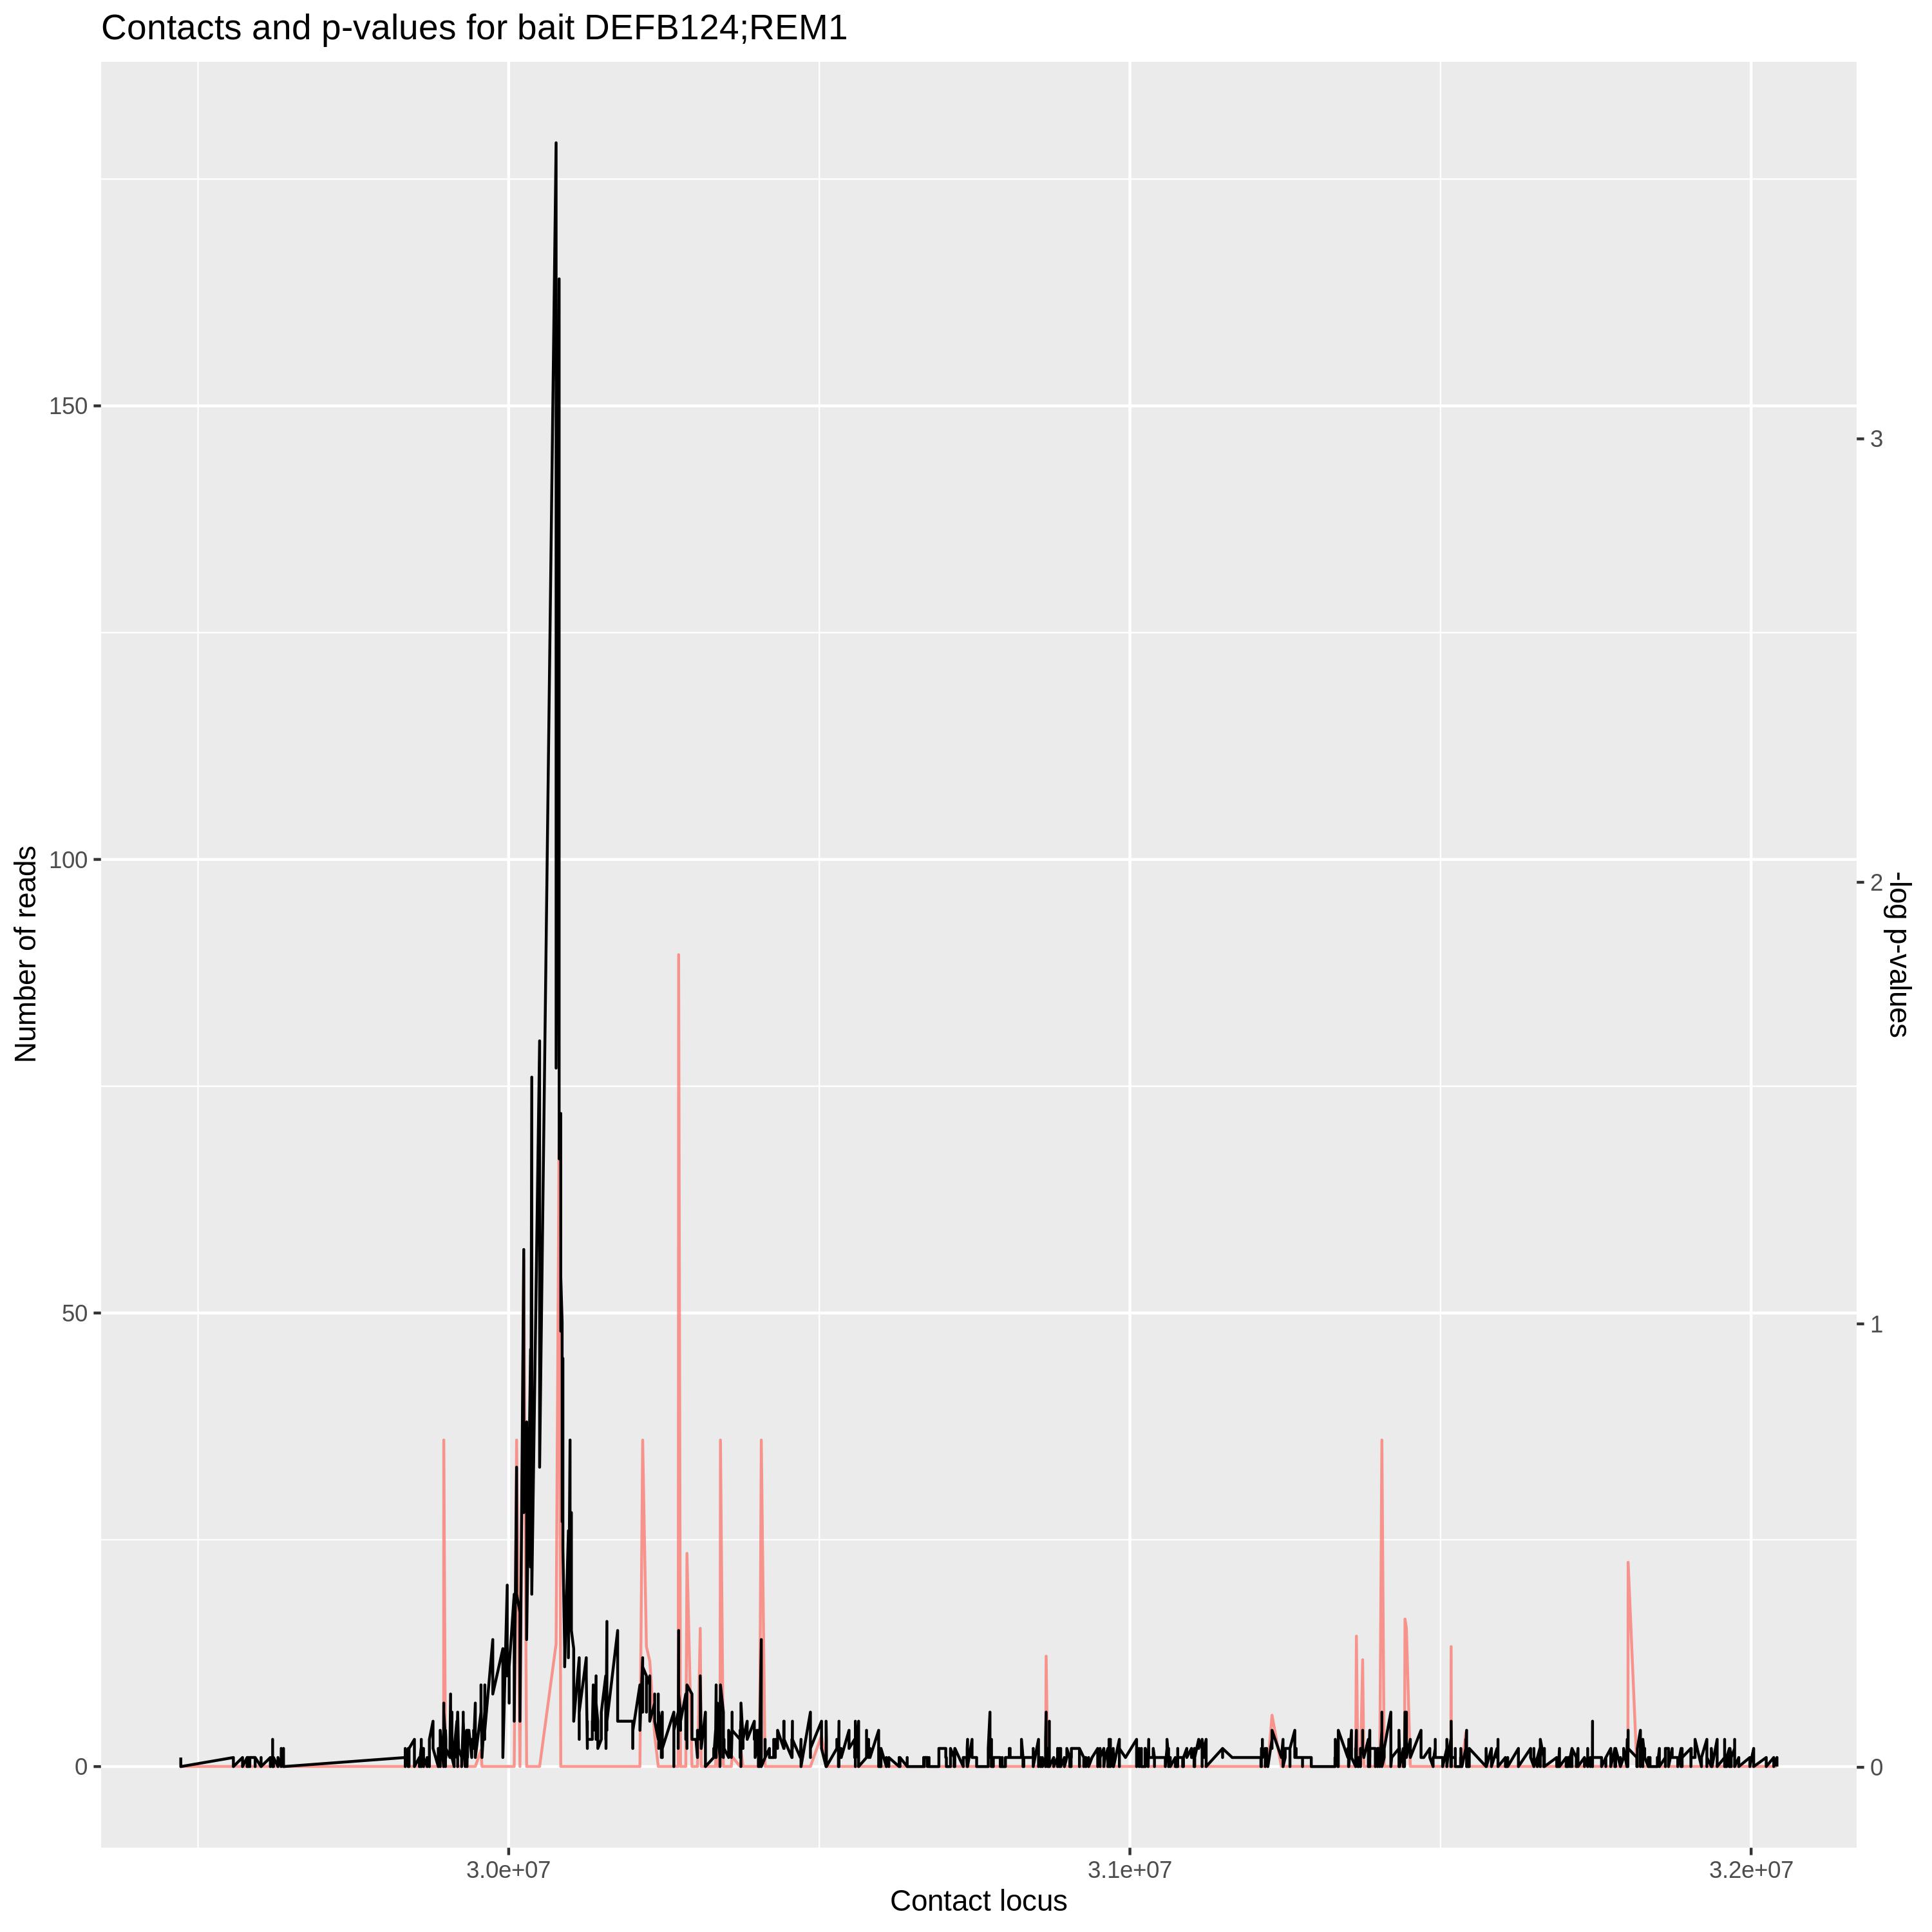 Contacts and p-values for bait DEFB124;REM1
150
100
50
0
Number of reads
3
2
1
0
-log p-values
3.0e+07
3.1e+07
3.2e+07
Contact locus